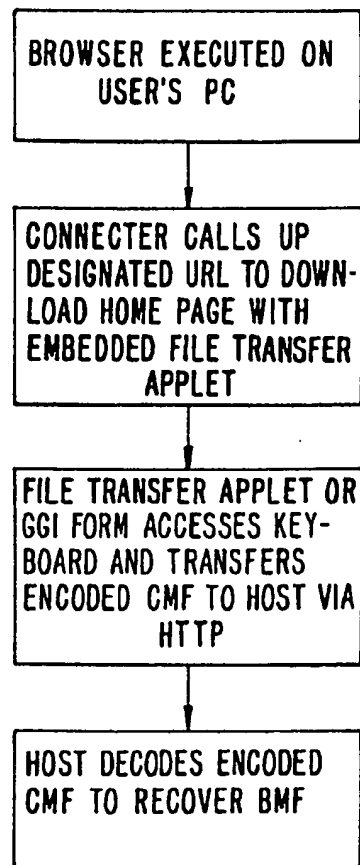 BROWSER EXECUTED ON
USER'S PC
CONNECTER CALLS UP
DESIGNATED URL TO DOWN-
LOAD HOME PAGE WITH
EMBEDDED FILE TRANSFER
APPLET
FILE TRANSFER APPLET OR
GGI FORM ACCESSES KEY-
BOARD AND TRANSFERS
ENCODED CMF TO HOST VIA
HTTP
HOST DECODES ENCODED
CMF TO RECOVER BMF